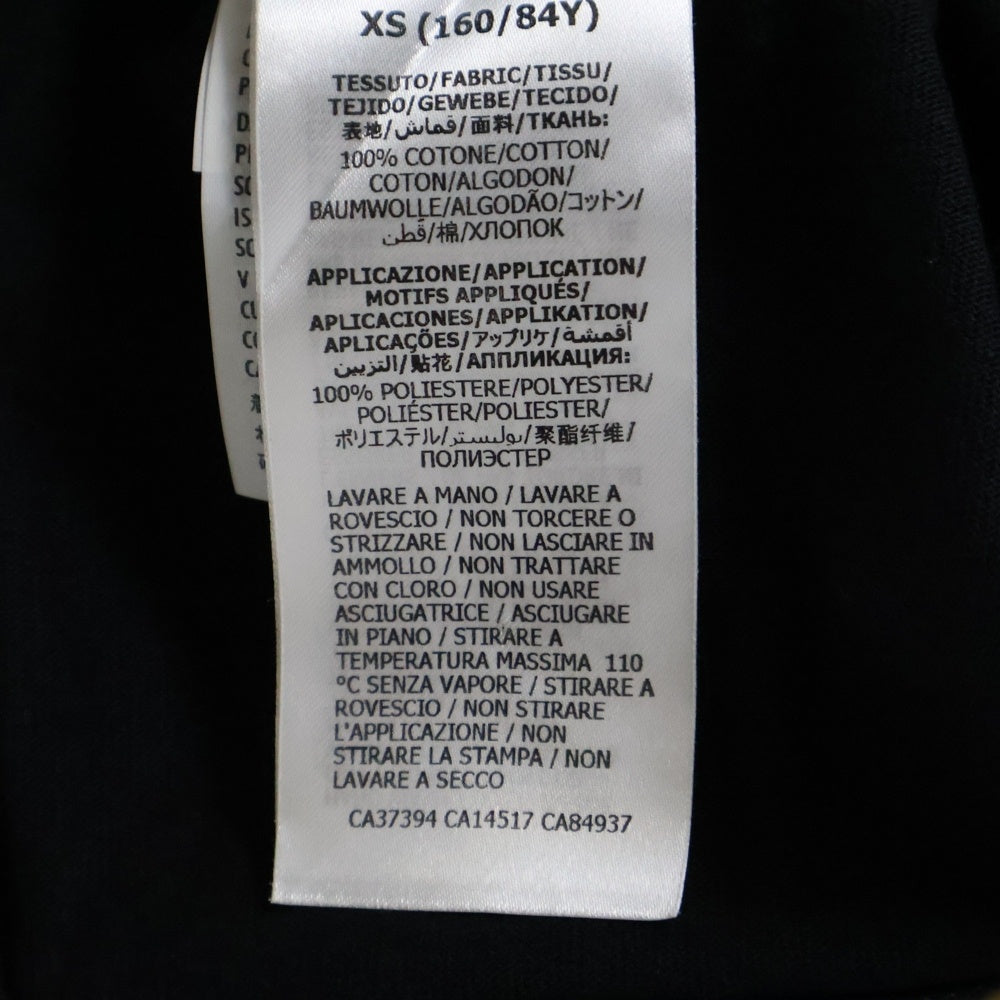 XS (160/84Y)
TESSUTO/FABRIC/TISSU/
TEJIDO/GEWEBE/TECIDO/
表地/قماش/面料/ТКАНЬ:
100% COTONE/COTTON/
COTON/ALGODON/
BAUMWOLLE/ALGODÃO/コットン/
قطن/棉/ХЛОПОК
APPLICAZIONE/APPLICATION/
MOTIFS APPLIQUÉS/
APLICACIONES/APPLIKATION/
APLICAÇÕES/アップリケ/أقمشة
التزيين/贴花/АППЛИКАЦИЯ:
100% POLIESTERE/POLYESTER/
POLIÉSTER/POLIESTER/
ポリエステル/بوليستر/聚酯纤维/
ПОЛИЭСТЕР
LAVARE A MANO / LAVARE A
ROVESCIO / NON TORCERE O
STRIZZARE / NON LASCIARE IN
AMMOLLO / NON TRATTARE
CON CLORO / NON USARE
ASCIUGATRICE / ASCIUGARE
IN PIANO / STIRARE A
TEMPERATURA MASSIMA 110
°C SENZA VAPORE / STIRARE A
ROVESCIO / NON STIRARE
L'APPLICAZIONE / NON
STIRARE LA STAMPA / NON
LAVARE A SECCO
CA37394 CA14517 CA84937